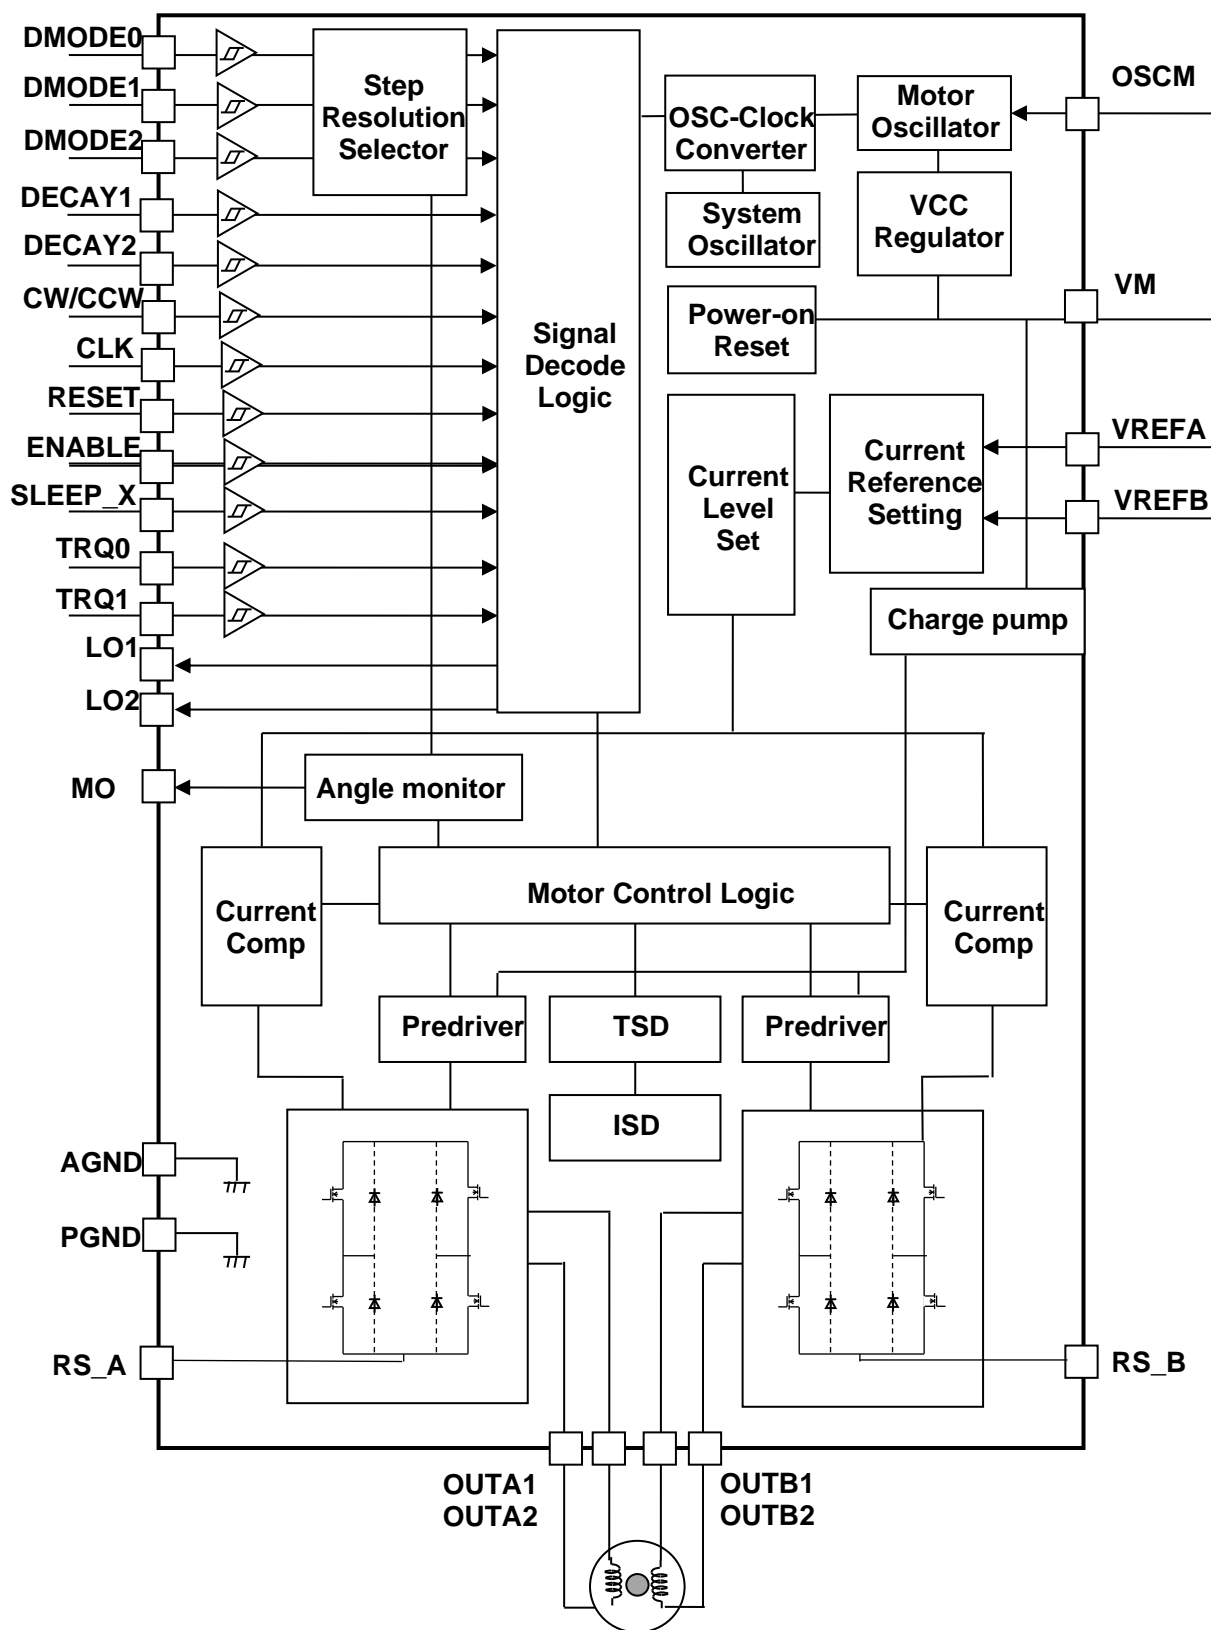 DMODE0
DMODE1
DMODE2
DECAY1
DECAY2
CW/CCW
CLK
RESET
ENABLE
SLEEP_X
TRQ0
TRQ1
LO1
LO2
MO
AGND
PGND
RS_A
Step
Resolution
Selector
Signal
Decode
Logic
OSC-Clock
Converter
Motor
Oscillator
OSCM
System
Oscillator
VCC
Regulator
Power-on
Reset
VM
Current
Level
Set
Current
Reference
Setting
VREFA
VREFB
Charge pump
Angle monitor
Motor Control Logic
Current
Comp
Current
Comp
Predriver
TSD
Predriver
ISD
RS_B
OUTA1
OUTA2
OUTB1
OUTB2